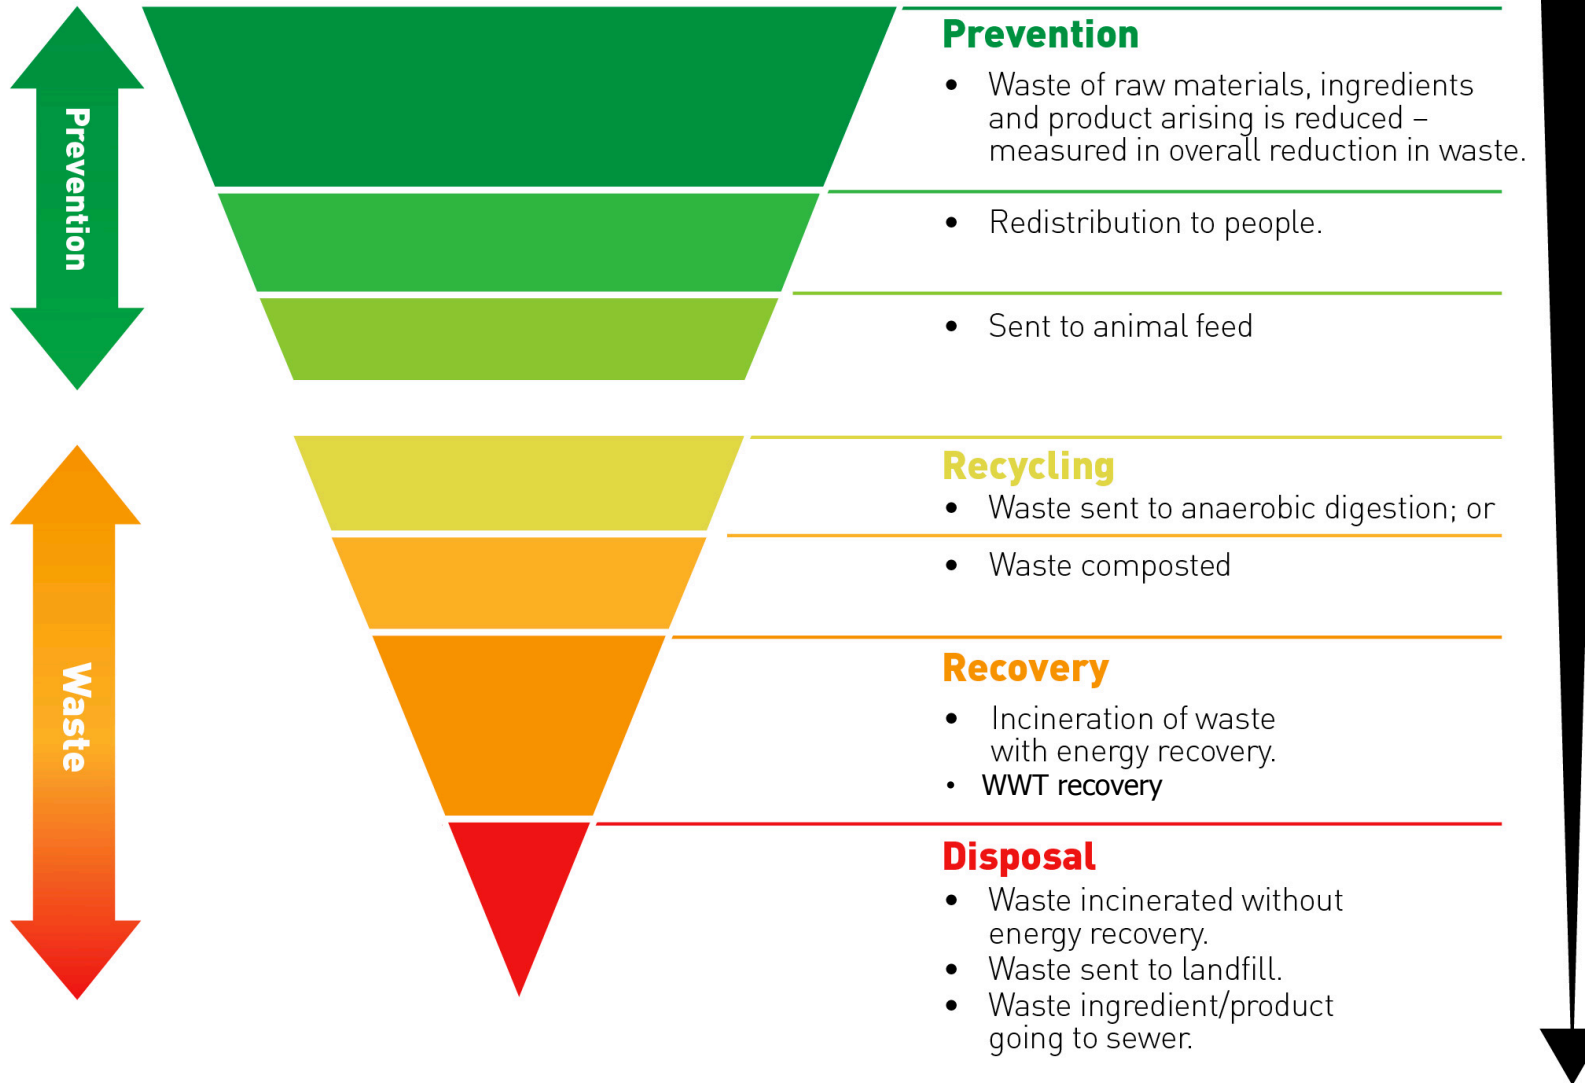 Prevention
Prevention
• Waste of raw materials, ingredients
and product arising is reduced –
measured in overall reduction in waste.
• Redistribution to people.
• Sent to animal feed
Waste
Recycling
• Waste sent to anaerobic digestion; or
• Waste composted
Recovery
• Incineration of waste
with energy recovery.
• WWT recovery
Disposal
• Waste incinerated without
energy recovery.
• Waste sent to landfill.
• Waste ingredient/product
going to sewer.